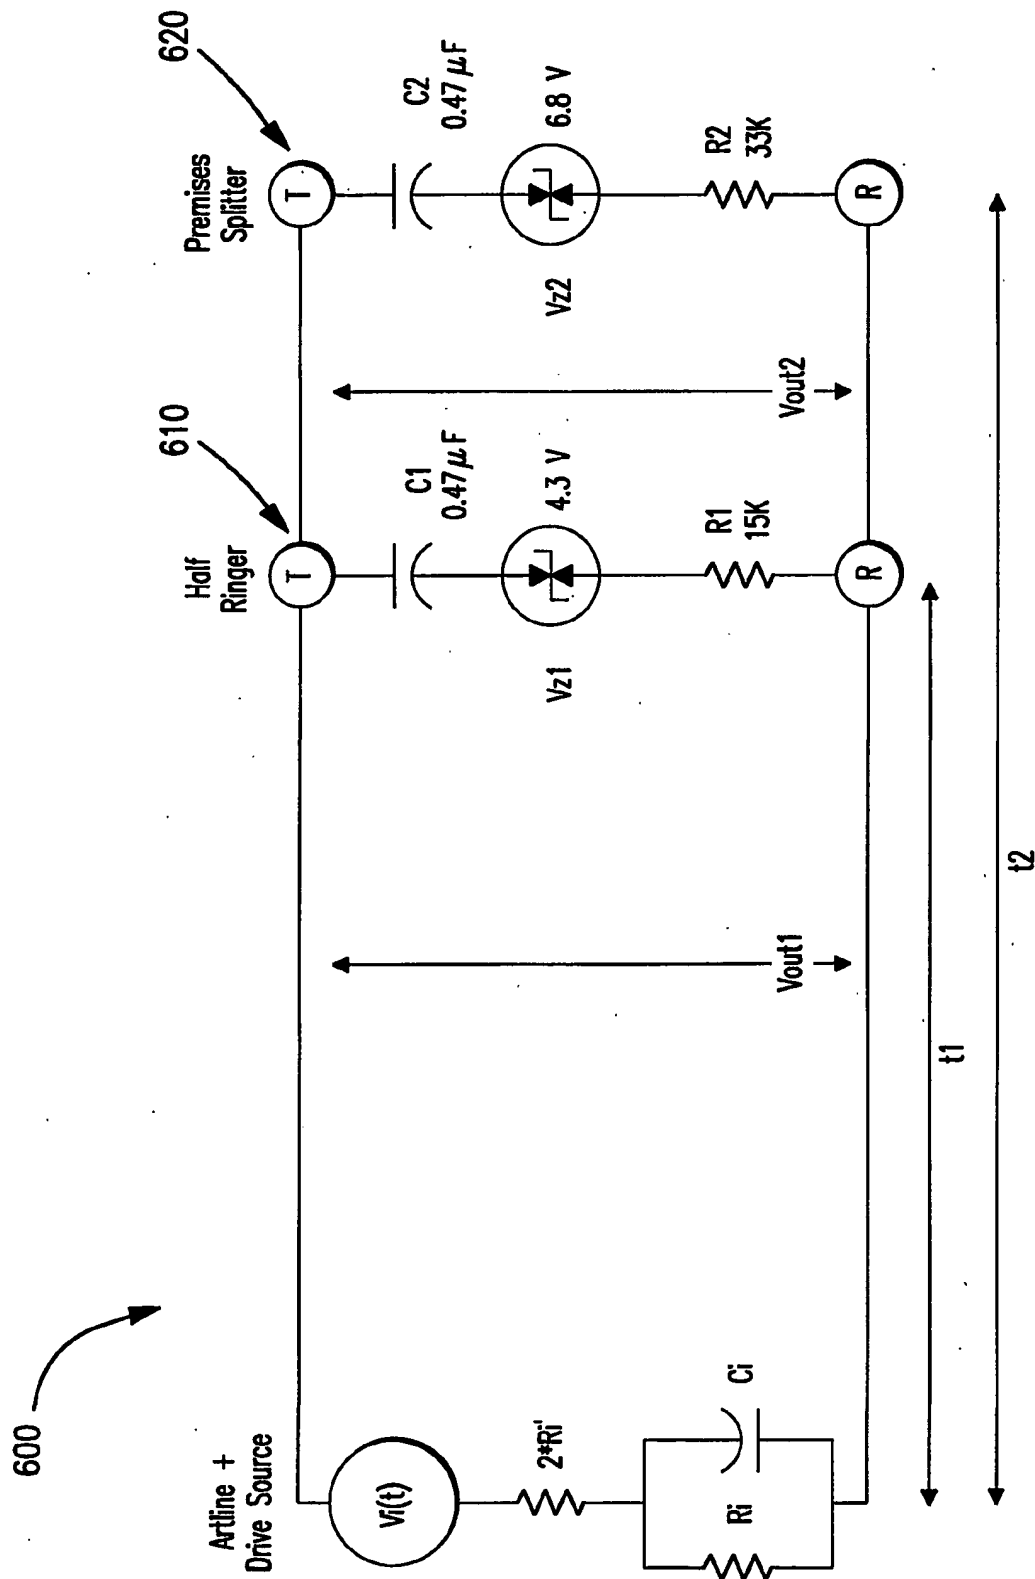 600
Artline +
Drive Source
Vi(t)
2*Ri'
Ri
Ci
610
Half
Ringer
T
C1
0.47μF
Vz1
4.3 V
R1
15K
R
620
Premises
Splitter
T
C2
0.47μF
Vz2
6.8 V
R2
33K
R
Vout1
Vout2
t1
t2